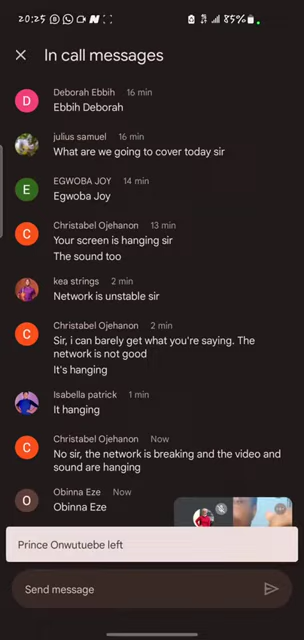 20:25
85%
In call messages
D
Deborah Ebbih 16 min
Ebbih Deborah
julius samuel 16 min
What are we going to cover today sir
E
EGWOBA JOY 14 min
Egwoba Joy
C
Christabel Ojehanon 13 min
Your screen is hanging sir
The sound too
kea strings 2 min
Network is unstable sir
C
Christabel Ojehanon 2 min
Sir, i can barely get what you're saying. The
network is not good
It's hanging
Isabella patrick 1 min
It hanging
C
Christabel Ojehanon Now
No sir, the network is breaking and the video and
sound are hanging
O
Obinna Eze Now
Obinna Eze
Prince Onwutuebe left
Send message